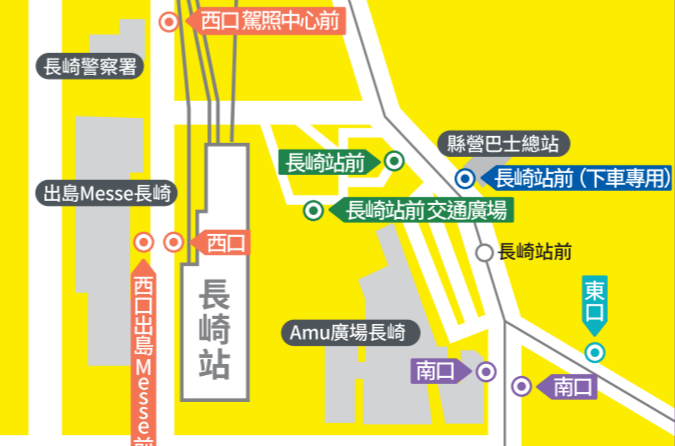 西口 駕照中心前
長崎警察署
縣營巴士總站
長崎站前
長崎站前（下車專用）
出島Messe長崎
長崎站前 交通廣場
西口
長崎站前
西口出島Messe前
長崎站
東口
Amu廣場長崎
南口
南口